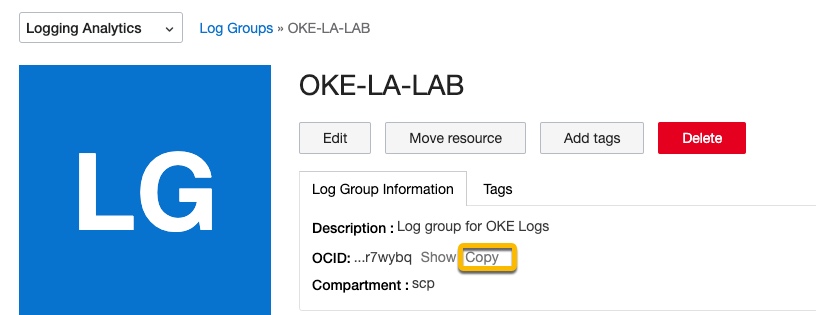 Logging Analytics Log Groups » OKE-LA-LAB
LG
OKE-LA-LAB
Edit Move resource Add tags Delete
Log Group Information Tags
Description : Log group for OKE Logs
OCID: ...r7wybq Show Copy
Compartment : scp